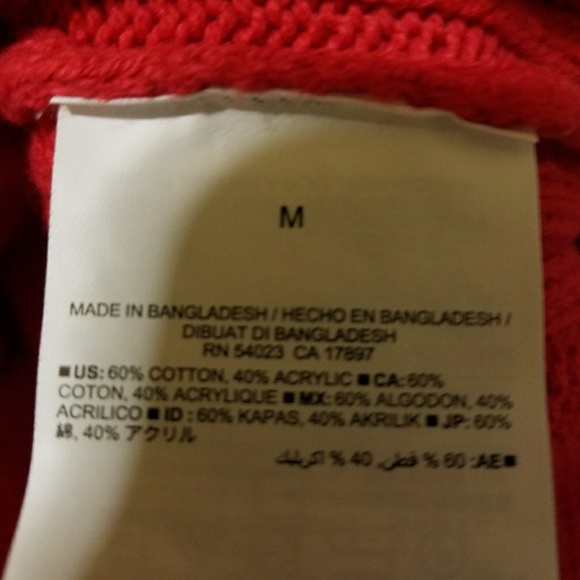 M
MADE IN BANGLADESH / HECHO EN BANGLADESH /
DIBUAT DI BANGLADESH
RN 54023 CA 17897
■ US: 60% COTTON, 40% ACRYLIC ■ CA: 60%
COTON, 40% ACRYLIQUE ■ MX: 60% ALGODON, 40%
ACRILICO ■ ID : 60% KAPAS, 40% AKRILIK ■ JP: 60%
綿, 40% アクリル
■AE: 60 % قطن, 40 % اكريليك